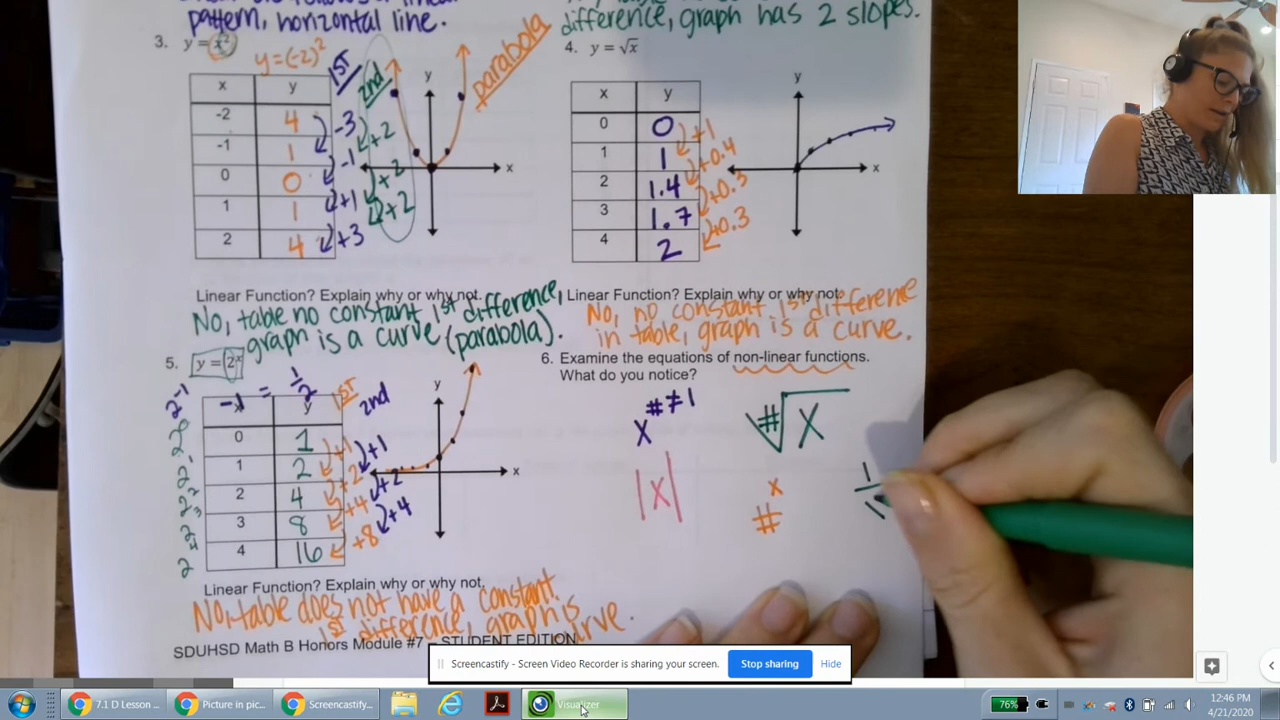 pattern, horizontal line.
difference, graph has 2 slopes.
3. y = x²
y=(-2)²
1ST
2nd
parabola
x y
-2 4
-1 1
0 0
1 1
2 4
-3
-1
+1
+3
+2
+2
+2
y
x
4. y = √x
x y
0 0
1 1
2 1.4
3 1.7
4 2
+1
+0.4
+0.3
+0.3
y
x
Linear Function? Explain why or why not.
No, table no constant 1st difference,
graph is a curve (parabola).
Linear Function? Explain why or why not.
No, no constant 1st difference
in table, graph is a curve.
5. y = 2ˣ
2⁻¹ -1 = 1/2
x y
1ST
2nd
2⁰ 0 1
2¹ 1 2
2² 2 4
2³ 3 8
2⁴ 4 16
+1
+2
+4
+8
+1
+2
+4
y
x
6. Examine the equations of non-linear functions.
What do you notice?
x^#≠1
#√x
|x|
#ˣ
1
Linear Function? Explain why or why not.
No, table does not have a constant
1st difference, graph is
SDUHSD Math B Honors Module #7 – STUDENT EDITION
Screencastify - Screen Video Recorder is sharing your screen.
Stop sharing
Hide
7.1 D Lesson ...
Picture in pic...
Screencastify...
Visualizer
76%
12:46 PM
4/21/2020